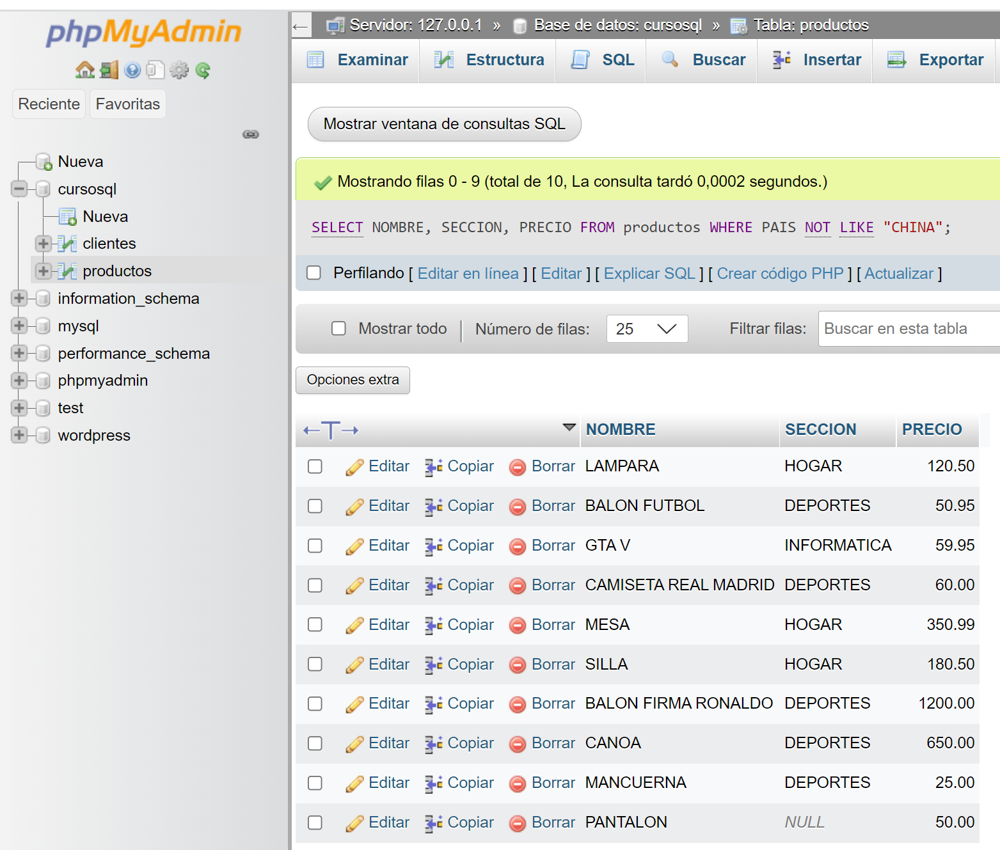 phpMyAdmin
Reciente Favoritas
Nueva
cursosql
Nueva
clientes
productos
information_schema
mysql
performance_schema
phpmyadmin
test
wordpress
Servidor: 127.0.0.1 » Base de datos: cursosql » Tabla: productos
Examinar Estructura SQL Buscar Insertar Exportar
Mostrar ventana de consultas SQL
Mostrando filas 0 - 9 (total de 10, La consulta tardó 0,0002 segundos.)
SELECT NOMBRE, SECCION, PRECIO FROM productos WHERE PAIS NOT LIKE "CHINA";
Perfilando [ Editar en línea ] [ Editar ] [ Explicar SQL ] [ Crear código PHP ] [ Actualizar ]
Mostrar todo | Número de filas: 25 Filtrar filas: Buscar en esta tabla
Opciones extra
←T→ NOMBRE SECCION PRECIO
Editar Copiar Borrar LAMPARA HOGAR 120.50
Editar Copiar Borrar BALON FUTBOL DEPORTES 50.95
Editar Copiar Borrar GTA V INFORMATICA 59.95
Editar Copiar Borrar CAMISETA REAL MADRID DEPORTES 60.00
Editar Copiar Borrar MESA HOGAR 350.99
Editar Copiar Borrar SILLA HOGAR 180.50
Editar Copiar Borrar BALON FIRMA RONALDO DEPORTES 1200.00
Editar Copiar Borrar CANOA DEPORTES 650.00
Editar Copiar Borrar MANCUERNA DEPORTES 25.00
Editar Copiar Borrar PANTALON NULL 50.00